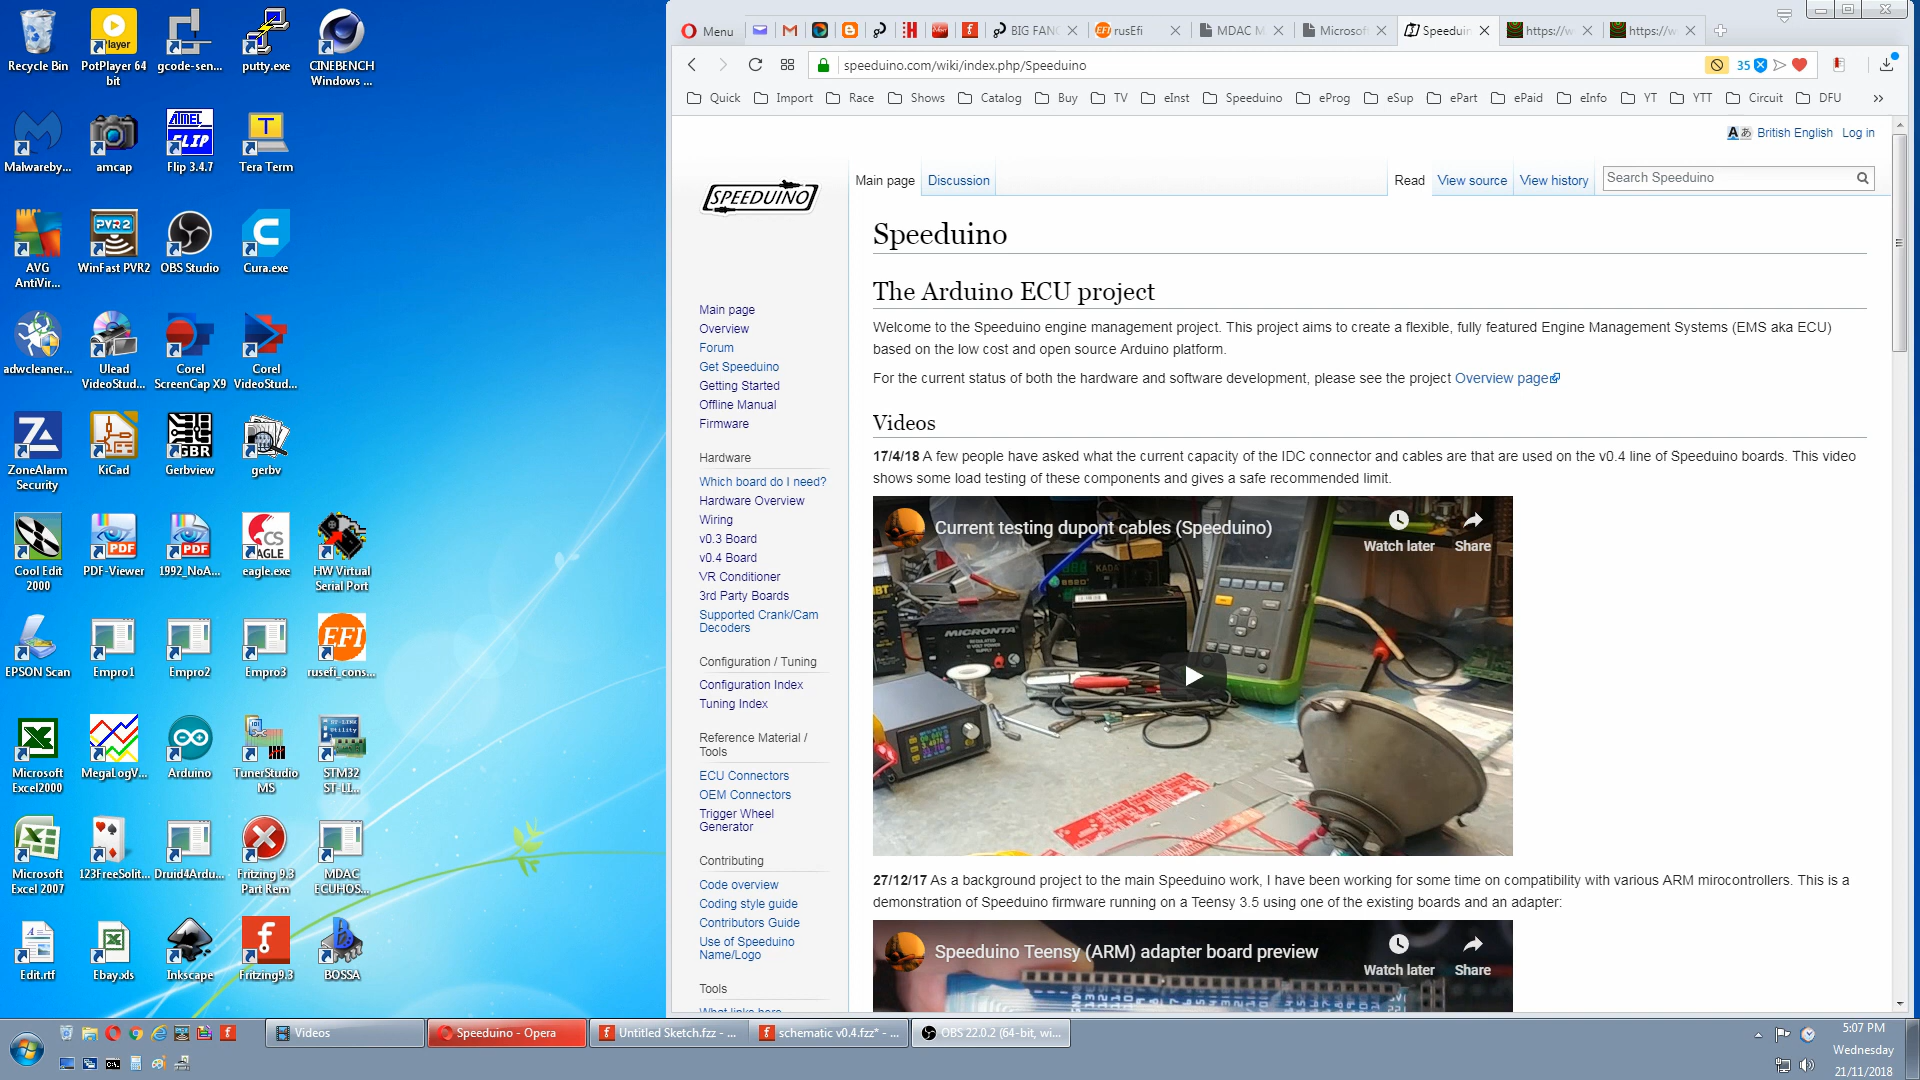 Recycle Bin
PotPlayer 64
bit
gcode-sen...
putty.exe
CINEBENCH
Windows ...
Malwareby...
amcap
Flip 3.4.7
Tera Term
AVG
AntiVir...
WinFast PVR2
OBS Studio
Cura.exe
adwcleaner...
Ulead
VideoStud...
Corel
ScreenCap X9
Corel
VideoStud...
ZoneAlarm
Security
KiCad
Gerbview
gerbv
Cool Edit
2000
PDF-Viewer
1992_NoA...
eagle.exe
HW Virtual
Serial Port
EPSON Scan
Empro1
Empro2
Empro3
rusefi_cons...
Microsoft
Excel2000
MegaLogV...
Arduino
TunerStudio
MS
STM32
ST-LI...
Microsoft
Excel 2007
123FreeSolit...
Druid4Ardu...
Fritzing 9.3
Part Rem
MDAC
ECUHOS...
Edit.rtf
Ebay.xls
Inkscape
Fritzing9.3
BOSSA
Menu
BIG FANC
rusEfi
MDAC M
Microsof
Speeduin
https://w
https://w
speeduino.com/wiki/index.php/Speeduino
35
Quick Import Race Shows Catalog Buy TV eInst Speeduino eProg eSup ePart ePaid eInfo YT YTT Circuit DFU »
British English Log in
SPEEDUINO
Main page Discussion Read View source View history Search Speeduino
Main page
Overview
Forum
Get Speeduino
Getting Started
Offline Manual
Firmware
Hardware
Which board do I need?
Hardware Overview
Wiring
v0.3 Board
v0.4 Board
VR Conditioner
3rd Party Boards
Supported Crank/Cam
Decoders
Configuration / Tuning
Configuration Index
Tuning Index
Reference Material /
Tools
ECU Connectors
OEM Connectors
Trigger Wheel
Generator
Contributing
Code overview
Coding style guide
Contributors Guide
Use of Speeduino
Name/Logo
Tools
What links here
Speeduino
The Arduino ECU project
Welcome to the Speeduino engine management project. This project aims to create a flexible, fully featured Engine Management Systems (EMS aka ECU)
based on the low cost and open source Arduino platform.
For the current status of both the hardware and software development, please see the project Overview page
Videos
17/4/18 A few people have asked what the current capacity of the IDC connector and cables are that are used on the v0.4 line of Speeduino boards. This video
shows some load testing of these components and gives a safe recommended limit.
Current testing dupont cables (Speeduino)
Watch later Share
MICRONTA
27/12/17 As a background project to the main Speeduino work, I have been working for some time on compatibility with various ARM mirocontrollers. This is a
demonstration of Speeduino firmware running on a Teensy 3.5 using one of the existing boards and an adapter:
Speeduino Teensy (ARM) adapter board preview
Watch later Share
Videos
Speeduino - Opera
Untitled Sketch.fzz - ...
schematic v0.4.fzz* - ...
OBS 22.0.2 (64-bit, wi...
5:07 PM
Wednesday
21/11/2018